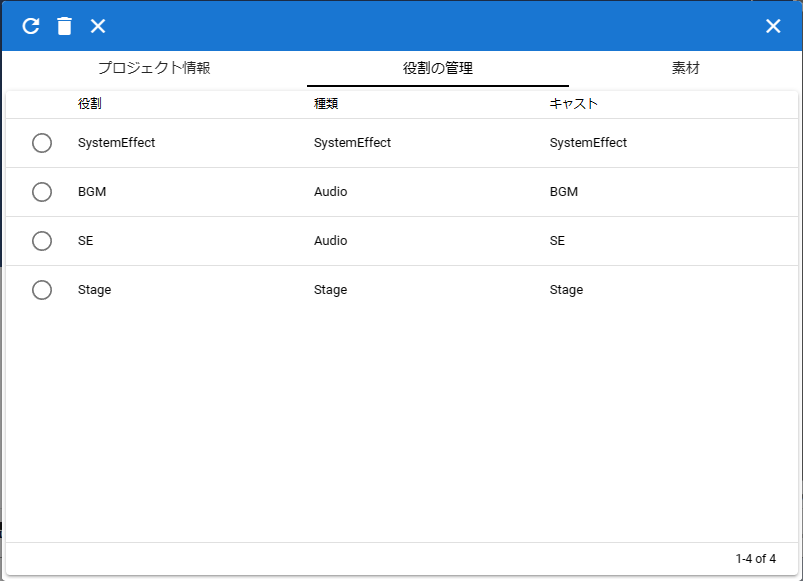 プロジェクト情報 役割の管理 素材
役割 種類 キャスト
SystemEffect SystemEffect SystemEffect
BGM Audio BGM
SE Audio SE
Stage Stage Stage
1-4 of 4